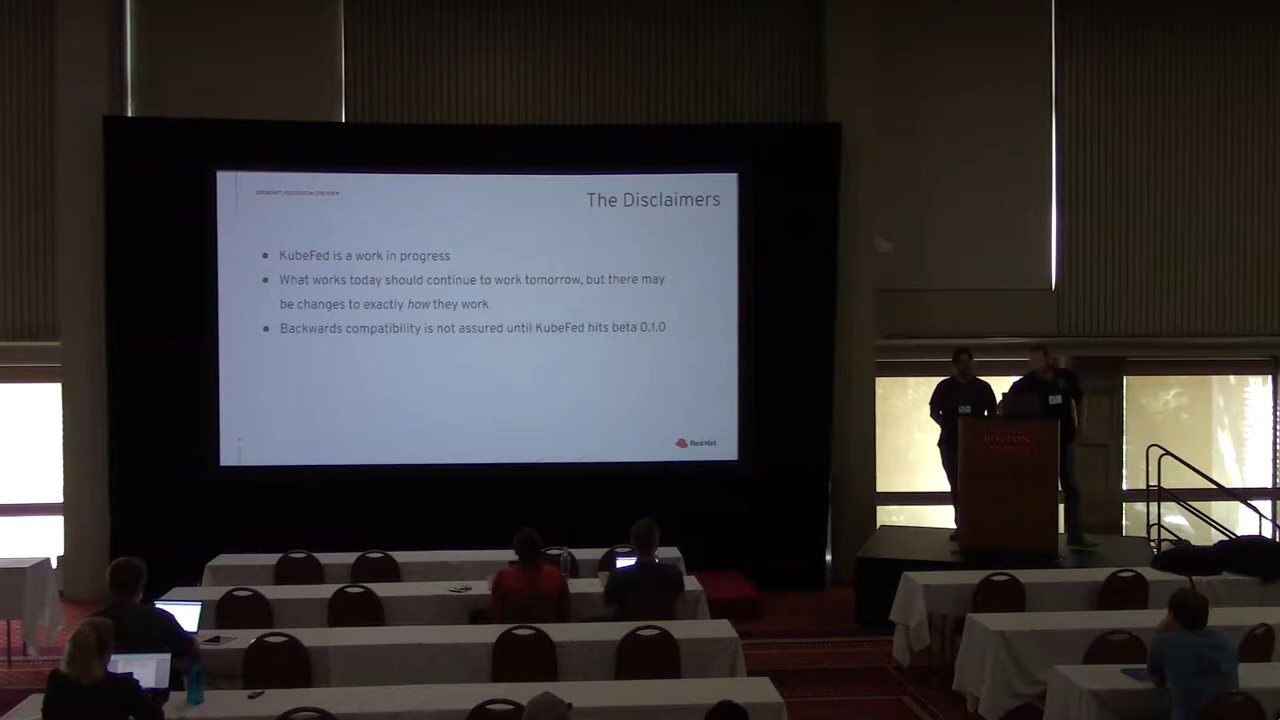 The Disclaimers
KubeFed is a work in progress
What works today should continue to work tomorrow, but there may
be changes to exactly how they work
Backwards compatibility is not assured until KubeFed hits beta 0.1.0
Red Hat
BOSTON